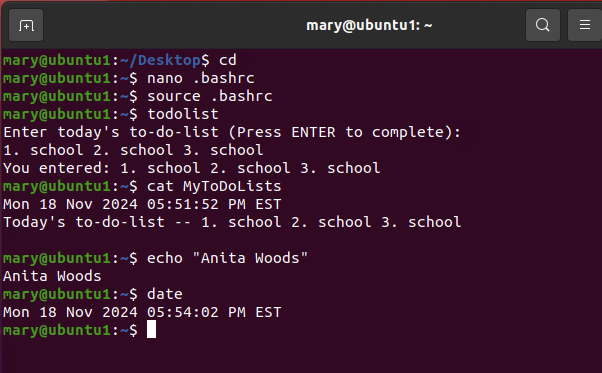 mary@ubuntu1: ~
mary@ubuntu1:~/Desktop$ cd
mary@ubuntu1:~$ nano .bashrc
mary@ubuntu1:~$ source .bashrc
mary@ubuntu1:~$ todolist
Enter today's to-do-list (Press ENTER to complete):
1. school 2. school 3. school
You entered: 1. school 2. school 3. school
mary@ubuntu1:~$ cat MyToDoLists
Mon 18 Nov 2024 05:51:52 PM EST
Today's to-do-list -- 1. school 2. school 3. school
mary@ubuntu1:~$ echo "Anita Woods"
Anita Woods
mary@ubuntu1:~$ date
Mon 18 Nov 2024 05:54:02 PM EST
mary@ubuntu1:~$